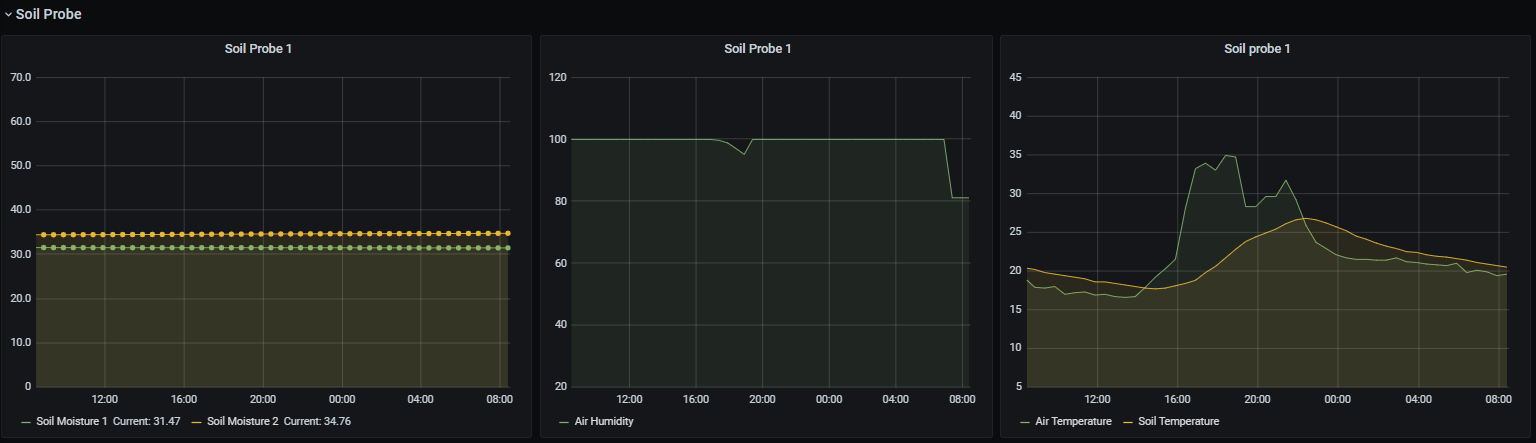 Soil Probe
Soil Probe 1
70.0
60.0
50.0
40.0
30.0
20.0
10.0
0
12:00 16:00 20:00 00:00 04:00 08:00
Soil Moisture 1 Current: 31.47 Soil Moisture 2 Current: 34.76
Soil Probe 1
120
100
80
60
40
20
12:00 16:00 20:00 00:00 04:00 08:00
Air Humidity
Soil probe 1
45
40
35
30
25
20
15
10
5
12:00 16:00 20:00 00:00 04:00 08:00
Air Temperature Soil Temperature